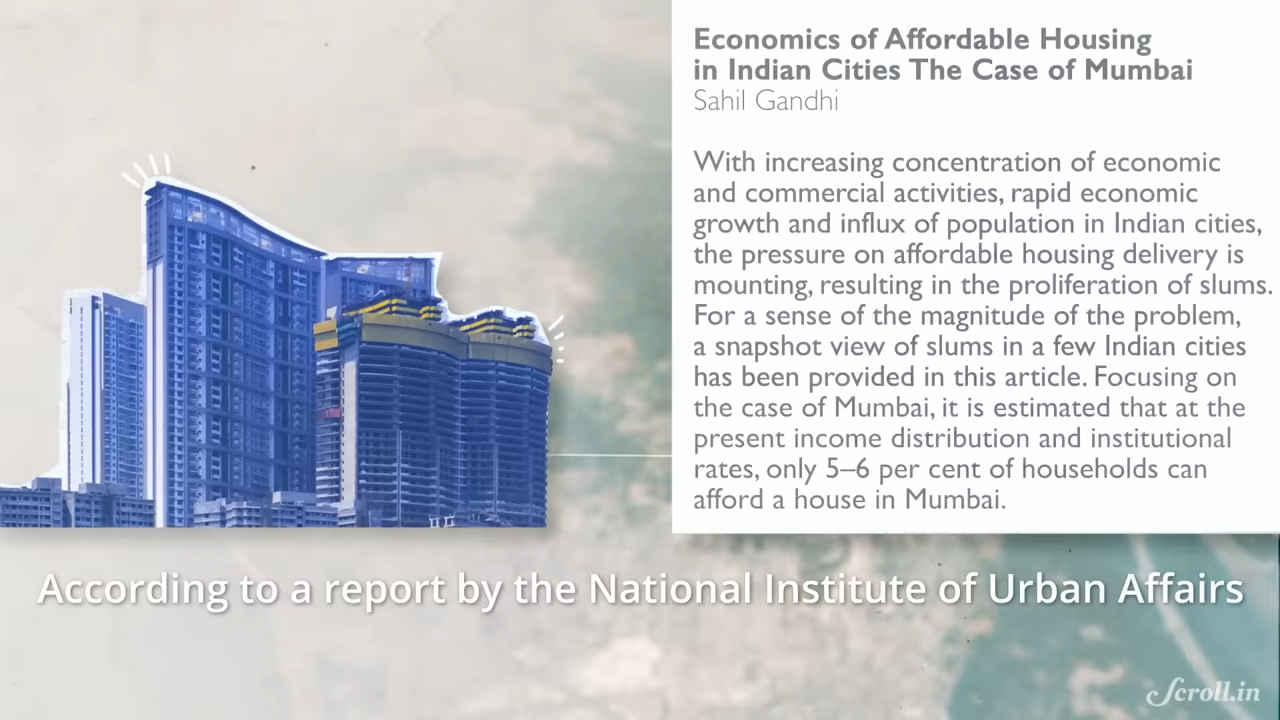 Economics of Affordable Housing
in Indian Cities The Case of Mumbai
Sahil Gandhi
With increasing concentration of economic
and commercial activities, rapid economic
growth and influx of population in Indian cities,
the pressure on affordable housing delivery is
mounting, resulting in the proliferation of slums.
For a sense of the magnitude of the problem,
a snapshot view of slums in a few Indian cities
has been provided in this article. Focusing on
the case of Mumbai, it is estimated that at the
present income distribution and institutional
rates, only 5–6 per cent of households can
afford a house in Mumbai.
According to a report by the National Institute of Urban Affairs
Scroll.in